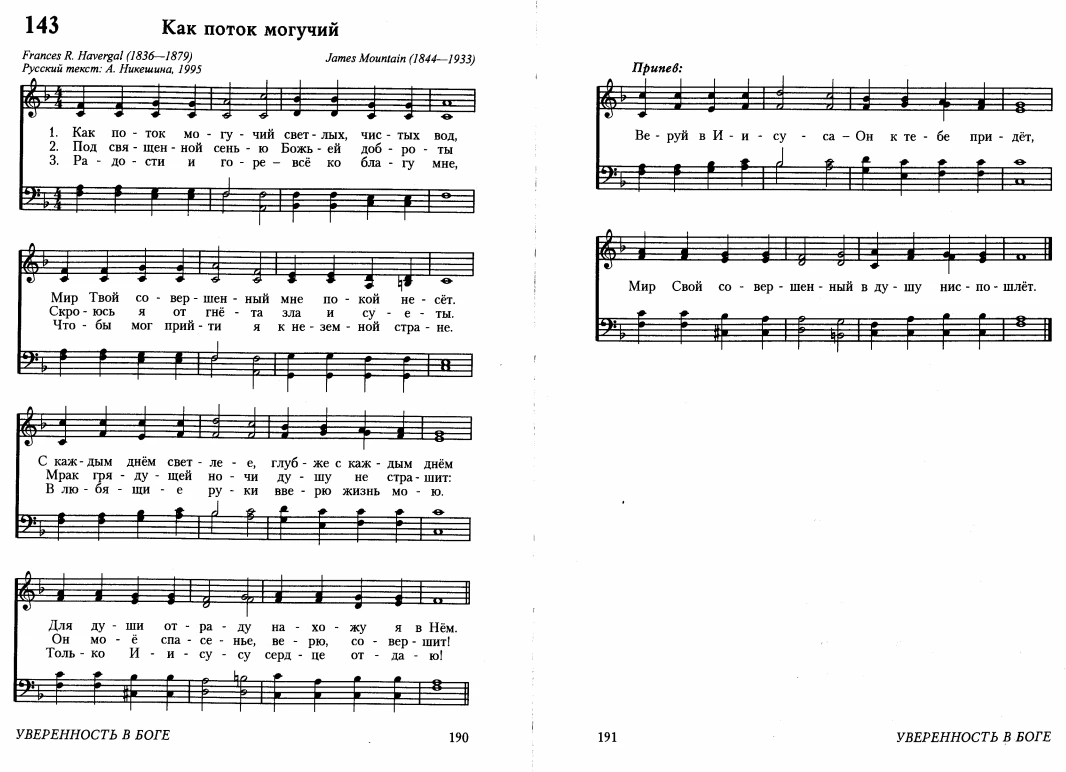 143
Как поток могучий
Frances R. Havergal (1836—1879)
James Mountain (1844—1933)
Русский текст: А. Никешина, 1995
1. Как по - ток мо - гу - чий свет - лых, чис - тых вод,
2. Под свя - щен - ной сень - ю Божь - ей доб - ро - ты
3. Ра - до - сти и го - ре – всё ко бла - гу мне,
Мир Твой со - вер - шен - ный мне по - кой не - сёт.
Скро - юсь я от гнё - та зла и су - е - ты.
Что - бы мог прий - ти я к не - зем - ной стра - не.
С каж - дым днём свет - ле - е, глуб - же с каж - дым днём
Мрак гря - ду - щей но - чи ду - шу не стра - шит:
В лю - бя - щи - е ру - ки вве - рю жизнь мо - ю.
Для ду - ши от - ра - ду на - хо - жу я в Нём.
Он мо - ё спа - се - нье, ве - рю, со - вер - шит!
Толь - ко И - и - су - су серд - це от - да - ю!
УВЕРЕННОСТЬ В БОГЕ
190
Припев:
Ве - руй в И - и - су - са – Он к те - бе при - дёт,
Мир Свой со - вер - шен - ный в ду - шу нис - по - шлёт.
191
УВЕРЕННОСТЬ В БОГЕ